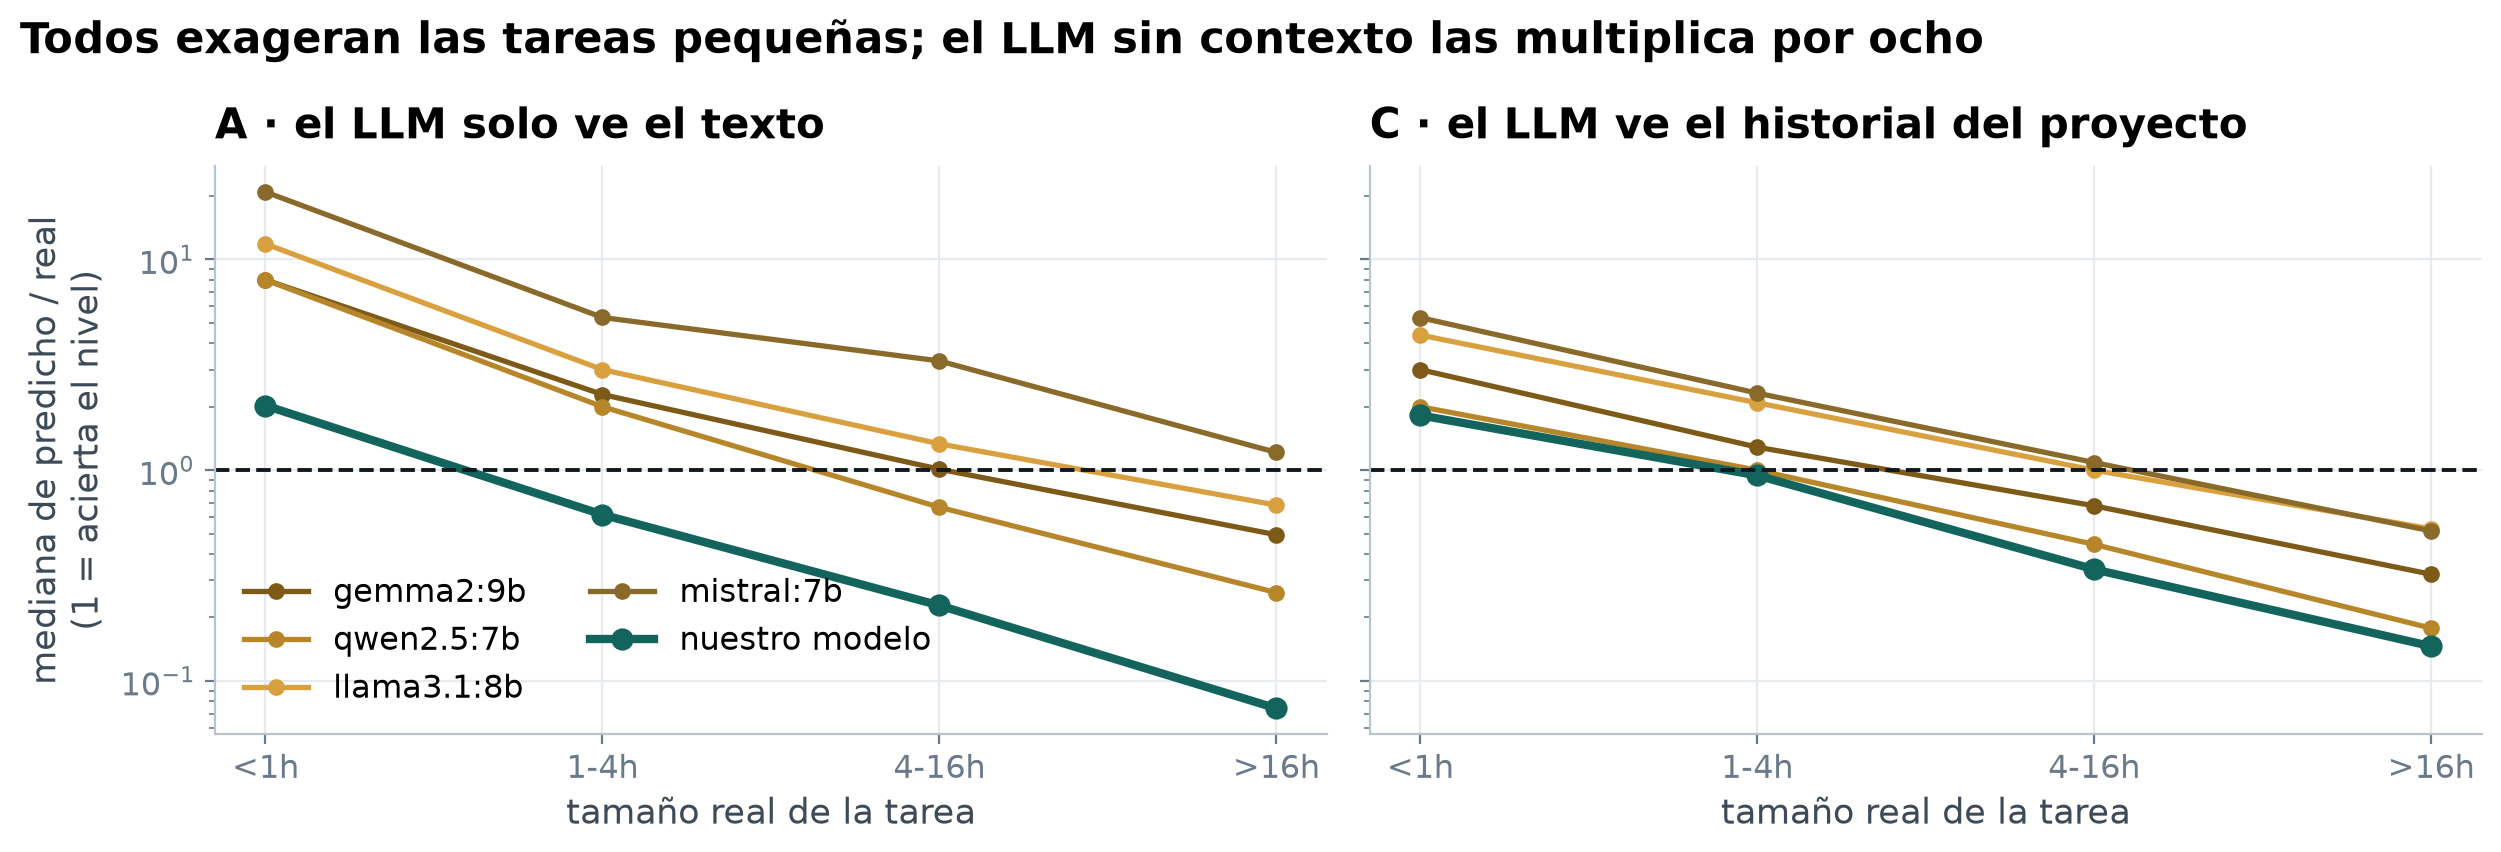 Todos exageran las tareas pequeñas; el LLM sin contexto las multiplica por ocho
A · el LLM solo ve el texto
C · el LLM ve el historial del proyecto
mediana de predicho / real
(1 = acierta el nivel)
10¹
10⁰
10⁻¹
gemma2:9b
qwen2.5:7b
llama3.1:8b
mistral:7b
nuestro modelo
<1h
1-4h
4-16h
>16h
tamaño real de la tarea
<1h
1-4h
4-16h
>16h
tamaño real de la tarea